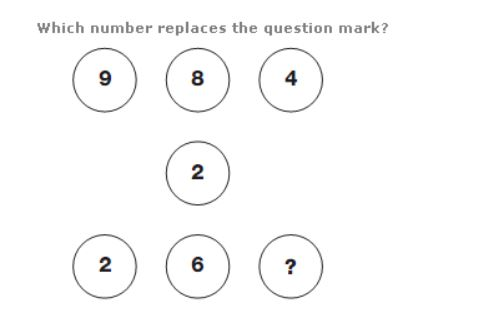 Which number replaces the question mark?
9 8 4
2
2 6 ?